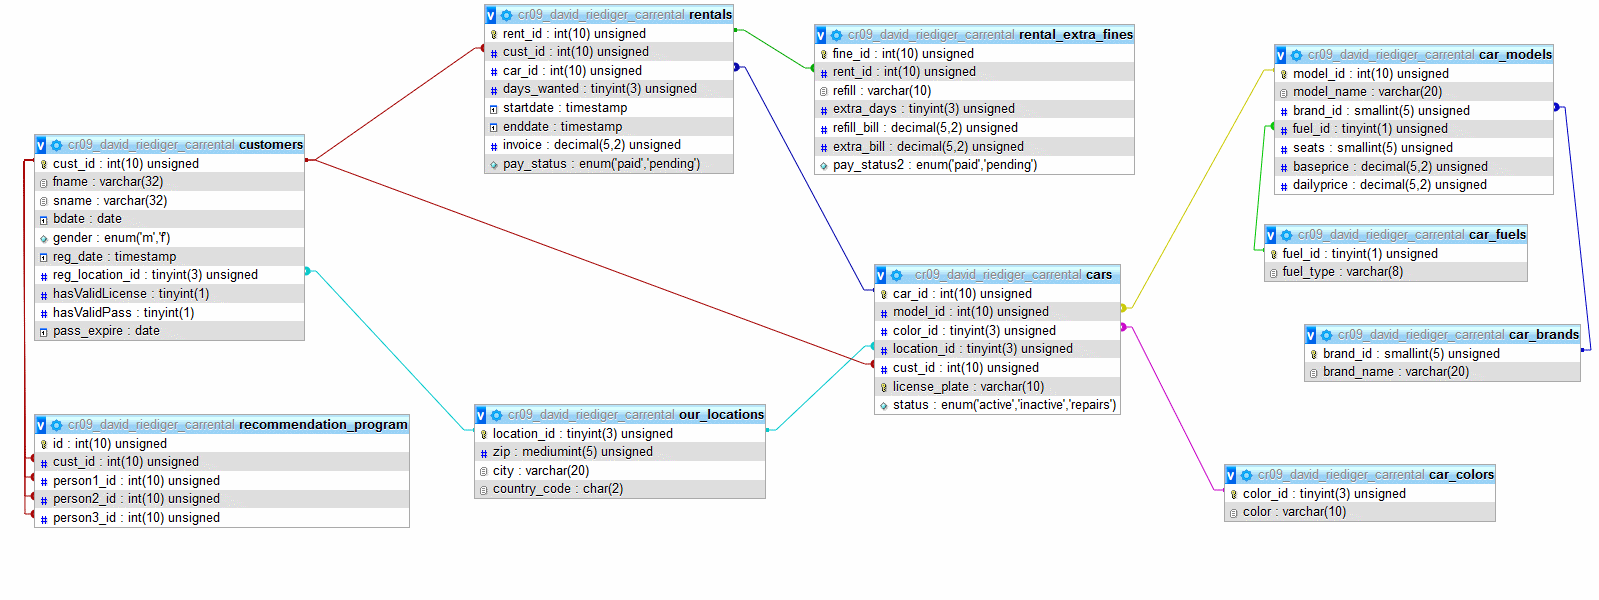 v cr09_david_riediger_carrental rentals
rent_id : int(10) unsigned
# cust_id : int(10) unsigned
# car_id : int(10) unsigned
# days_wanted : tinyint(3) unsigned
startdate : timestamp
enddate : timestamp
# invoice : decimal(5,2) unsigned
pay_status : enum('paid','pending')
v cr09_david_riediger_carrental rental_extra_fines
fine_id : int(10) unsigned
# rent_id : int(10) unsigned
refill : varchar(10)
# extra_days : tinyint(3) unsigned
# refill_bill : decimal(5,2) unsigned
# extra_bill : decimal(5,2) unsigned
pay_status2 : enum('paid','pending')
v cr09_david_riediger_carrental car_models
model_id : int(10) unsigned
model_name : varchar(20)
# brand_id : smallint(5) unsigned
# fuel_id : tinyint(1) unsigned
# seats : smallint(5) unsigned
# baseprice : decimal(5,2) unsigned
# dailyprice : decimal(5,2) unsigned
v cr09_david_riediger_carrental customers
cust_id : int(10) unsigned
fname : varchar(32)
sname : varchar(32)
bdate : date
gender : enum('m','f')
reg_date : timestamp
# reg_location_id : tinyint(3) unsigned
# hasValidLicense : tinyint(1)
# hasValidPass : tinyint(1)
pass_expire : date
v cr09_david_riediger_carrental car_fuels
fuel_id : tinyint(1) unsigned
fuel_type : varchar(8)
v cr09_david_riediger_carrental cars
car_id : int(10) unsigned
# model_id : int(10) unsigned
# color_id : tinyint(3) unsigned
# location_id : tinyint(3) unsigned
# cust_id : int(10) unsigned
license_plate : varchar(10)
status : enum('active','inactive','repairs')
v cr09_david_riediger_carrental car_brands
brand_id : smallint(5) unsigned
brand_name : varchar(20)
v cr09_david_riediger_carrental recommendation_program
id : int(10) unsigned
# cust_id : int(10) unsigned
# person1_id : int(10) unsigned
# person2_id : int(10) unsigned
# person3_id : int(10) unsigned
v cr09_david_riediger_carrental our_locations
location_id : tinyint(3) unsigned
# zip : mediumint(5) unsigned
city : varchar(20)
country_code : char(2)
v cr09_david_riediger_carrental car_colors
color_id : tinyint(3) unsigned
color : varchar(10)